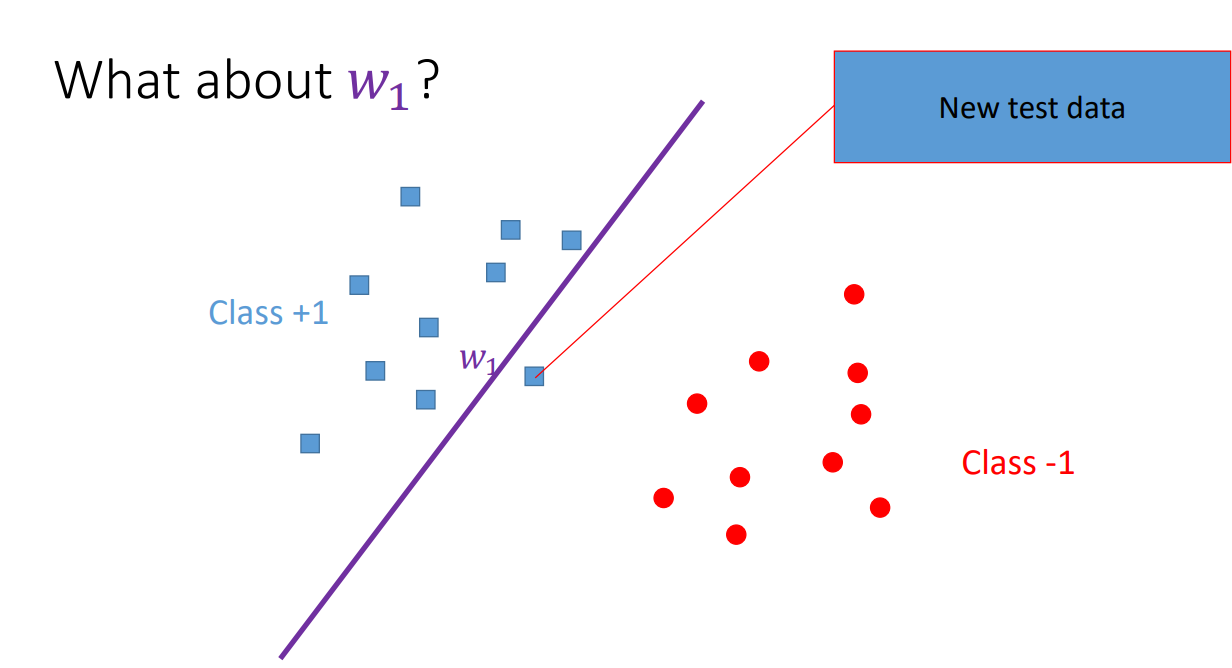 What about w₁?
New test data
Class +1
w₁
Class -1